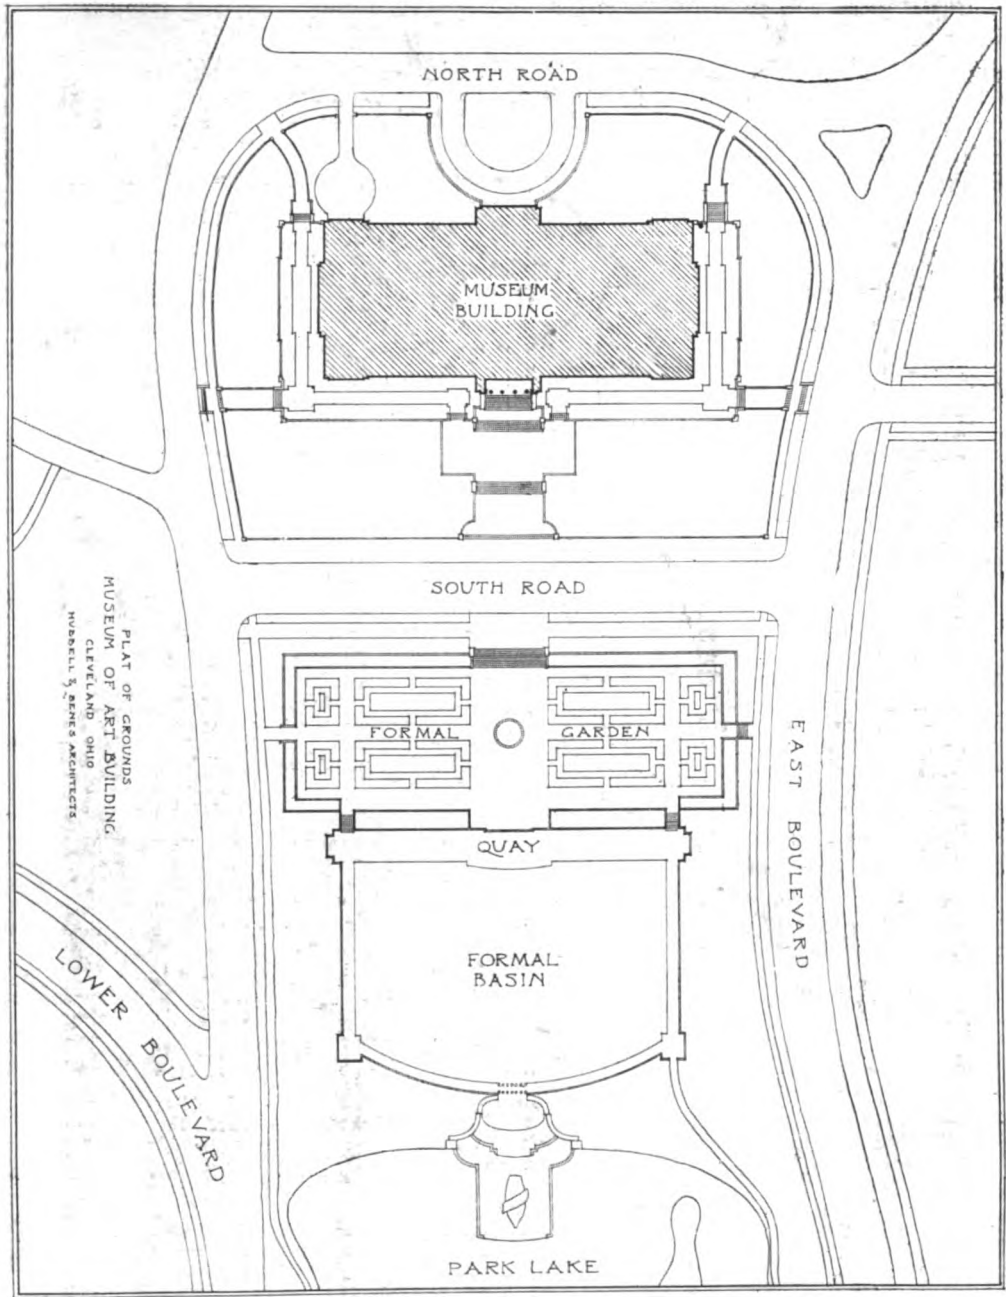 NORTH ROAD
MUSEUM
BUILDING
SOUTH ROAD
PLAT OF GROUNDS
MUSEUM OF ART BUILDING
CLEVELAND OHIO
HUBBELL & BENES ARCHITECTS
FORMAL GARDEN
EAST BOULEVARD
QUAY
FORMAL
BASIN
LOWER BOULEVARD
PARK LAKE